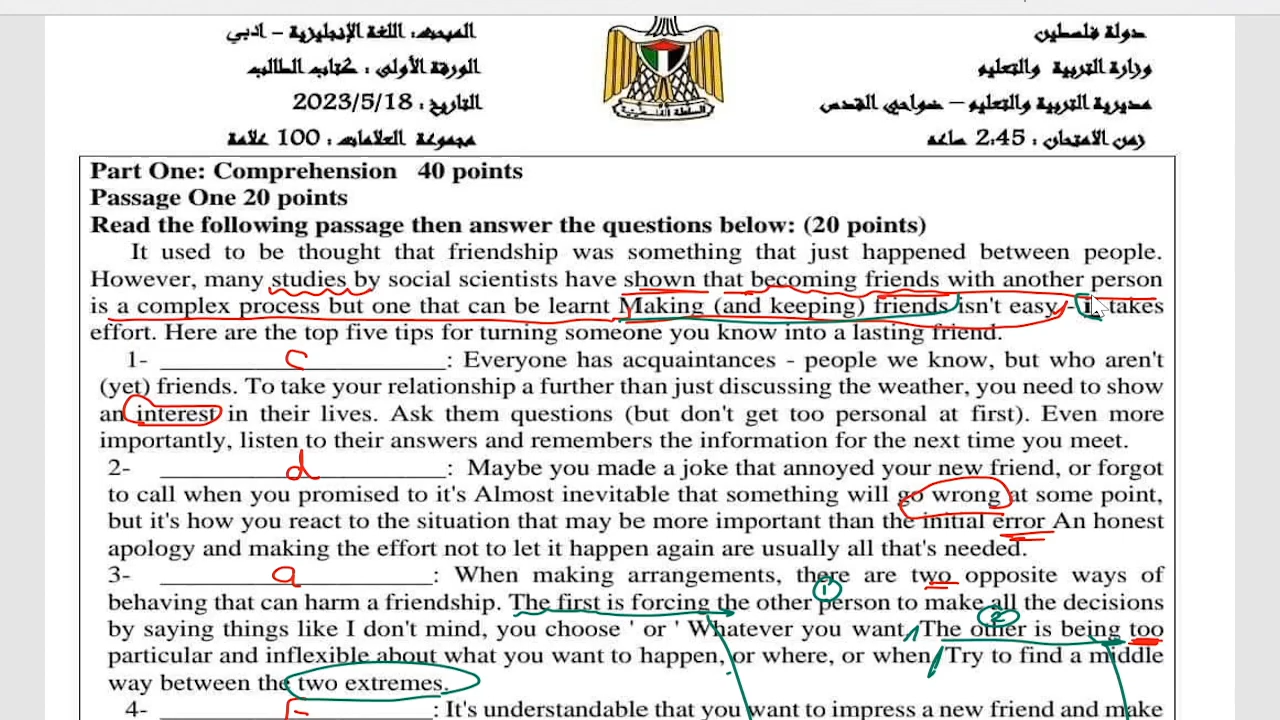 دولة فلسطين
وزارة التربية والتعليم
مديرية التربية والتعليم – ضواحي القدس
زمن الامتحان : 2.45 ساعة
المبحث: اللغة الإنجليزية – ادبي
الورقة الأولى : كتاب الطالب
التاريخ : 2023/5/18
مجموعة العلامات : 100 علامة
السلطة الفلسطينية
Part One: Comprehension 40 points
Passage One 20 points
Read the following passage then answer the questions below: (20 points)
It used to be thought that friendship was something that just happened between people.
However, many studies by social scientists have shown that becoming friends with another person
is a complex process but one that can be learnt Making (and keeping) friends isn't easy - it takes
effort. Here are the top five tips for turning someone you know into a lasting friend.
1- c : Everyone has acquaintances - people we know, but who aren't
(yet) friends. To take your relationship a further than just discussing the weather, you need to show
an interest in their lives. Ask them questions (but don't get too personal at first). Even more
importantly, listen to their answers and remembers the information for the next time you meet.
2- d : Maybe you made a joke that annoyed your new friend, or forgot
to call when you promised to it's Almost inevitable that something will go wrong at some point,
but it's how you react to the situation that may be more important than the initial error An honest
apology and making the effort not to let it happen again are usually all that's needed.
3- a : When making arrangements, there are two opposite ways of
behaving that can harm a friendship. The first is forcing the other person to make all the decisions
by saying things like I don't mind, you choose ' or ' Whatever you want, The other is being too
particular and inflexible about what you want to happen, or where, or when Try to find a middle
way between the two extremes.
4- : It's understandable that you want to impress a new friend and make
1
2